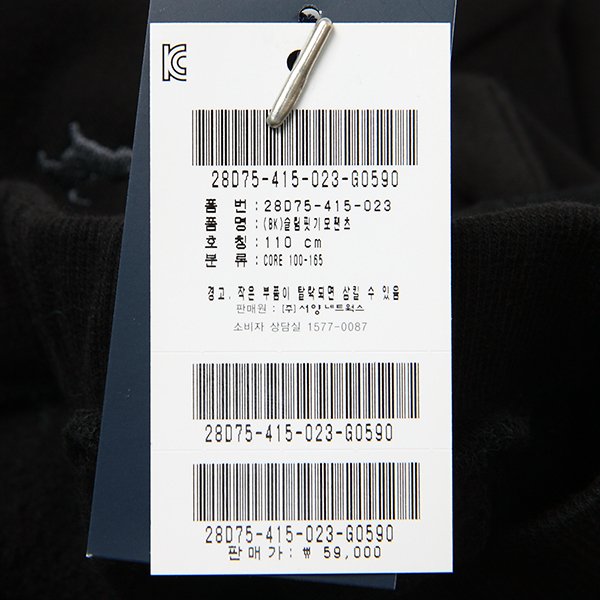 KC
28D75-415-023-G0590
품 번 : 28D75-415-023
품 명 : (BK)슬림핏기모팬츠
호 칭 : 110 cm
분 류 : CORE 100-165
경고. 작은 부품이 탈락되면 삼킬 수 있음
판매원 : (주) 서양네트웍스
소비자 상담실 1577-0087
28D75-415-023-G0590
28D75-415-023-G0590
판매가 : ₩ 59,000